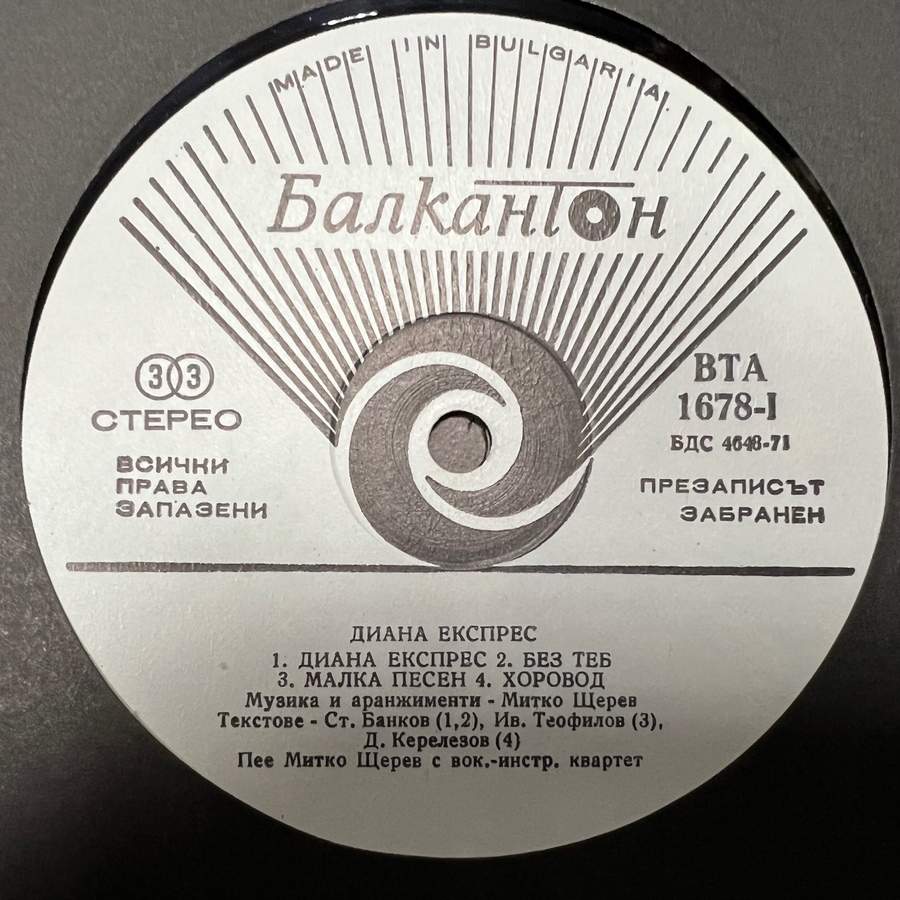 MADE IN BULGARIA
Балкантон
33
СТЕРЕО
ВСИЧКИ
ПРАВА
ЗАПАЗЕНИ
ВТА
1678-I
БДС 4648-71
ПРЕЗАПИСЪТ
ЗАБРАНЕН
ДИАНА ЕКСПРЕС
1. ДИАНА ЕКСПРЕС 2. БЕЗ ТЕБ
3. МАЛКА ПЕСЕН 4. ХОРОВОД
Музика и аранжименти - Митко Щерев
Текстове - Ст. Банков (1,2), Ив. Теофилов (3),
Д. Керелезов (4)
Пее Митко Щерев с вок.-инстр. квартет